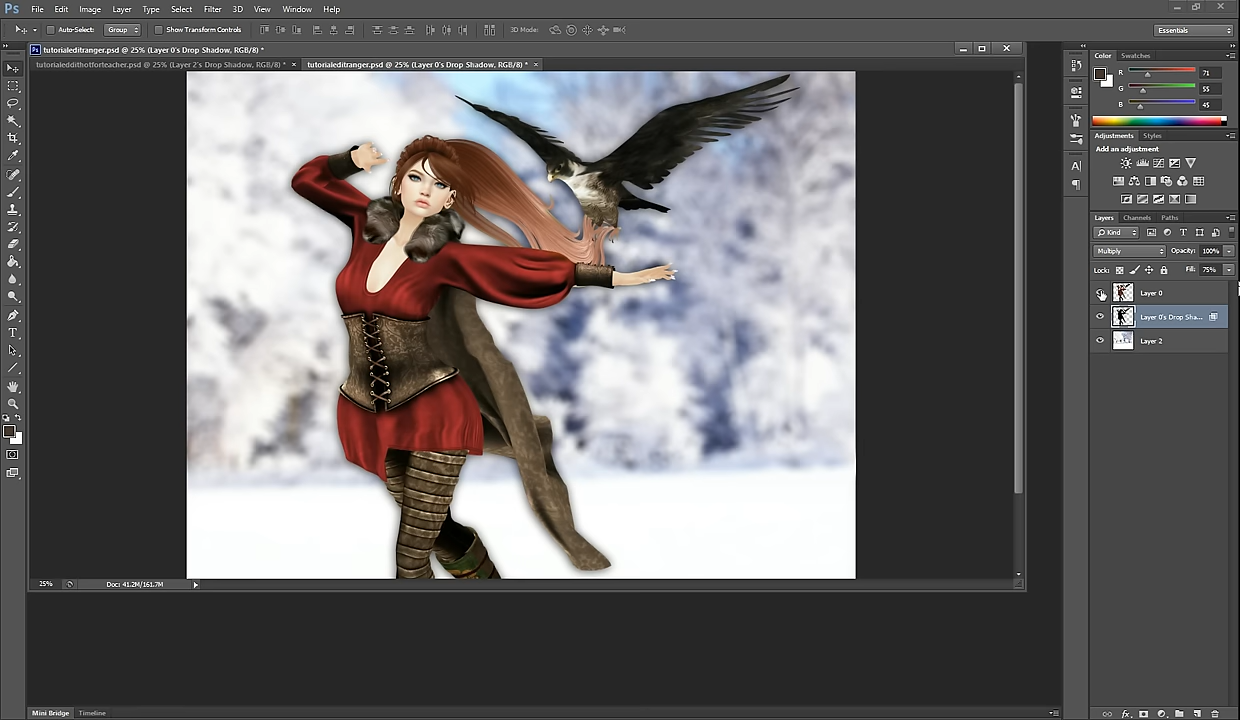 Ps File Edit Image Layer Type Select Filter 3D View Window Help
Auto-Select: Group Show Transform Controls 3D Mode: Essentials
tutorialeditranger.psd @ 25% (Layer 0's Drop Shadow, RGB/8) *
tutorialeddithotforteacher.psd @ 25% (Layer 2's Drop Shadow, RGB/8) * × tutorialeditranger.psd @ 25% (Layer 0's Drop Shadow, RGB/8) * ×
Color Swatches
R 71
G 55
B 45
Adjustments Styles
Add an adjustment
Layers Channels Paths
Kind
Multiply Opacity: 100%
Lock: Fill: 75%
Layer 0
Layer 0's Drop Sha...
Layer 2
25% Doc: 41.2M/161.7M
Mini Bridge Timeline